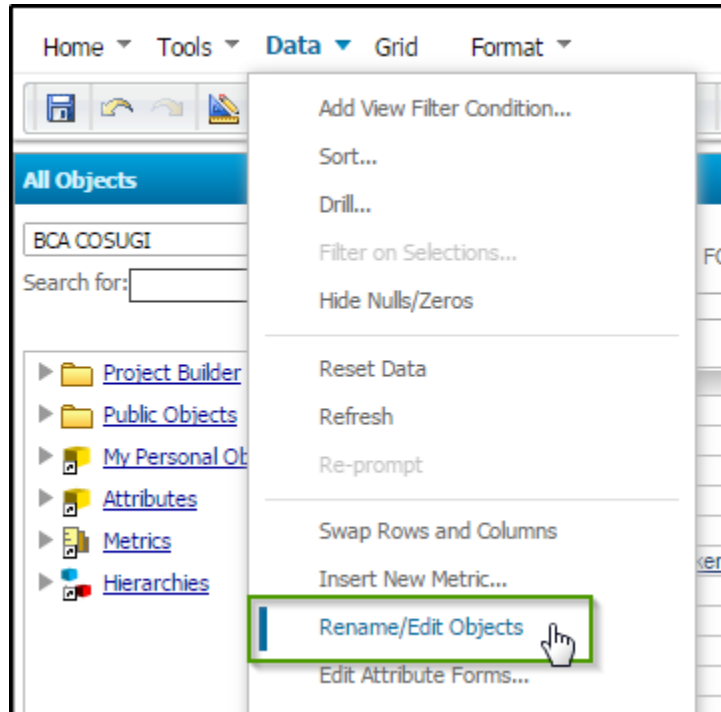 Home Tools Data Grid Format
Add View Filter Condition...
Sort...
All Objects
Drill...
BCA COSUGI
Filter on Selections...
Search for:
Hide Nulls/Zeros
Project Builder
Reset Data
Public Objects
Refresh
My Personal Ob
Re-prompt
Attributes
Metrics
Swap Rows and Columns
Hierarchies
Insert New Metric...
Rename/Edit Objects
Edit Attribute Forms...